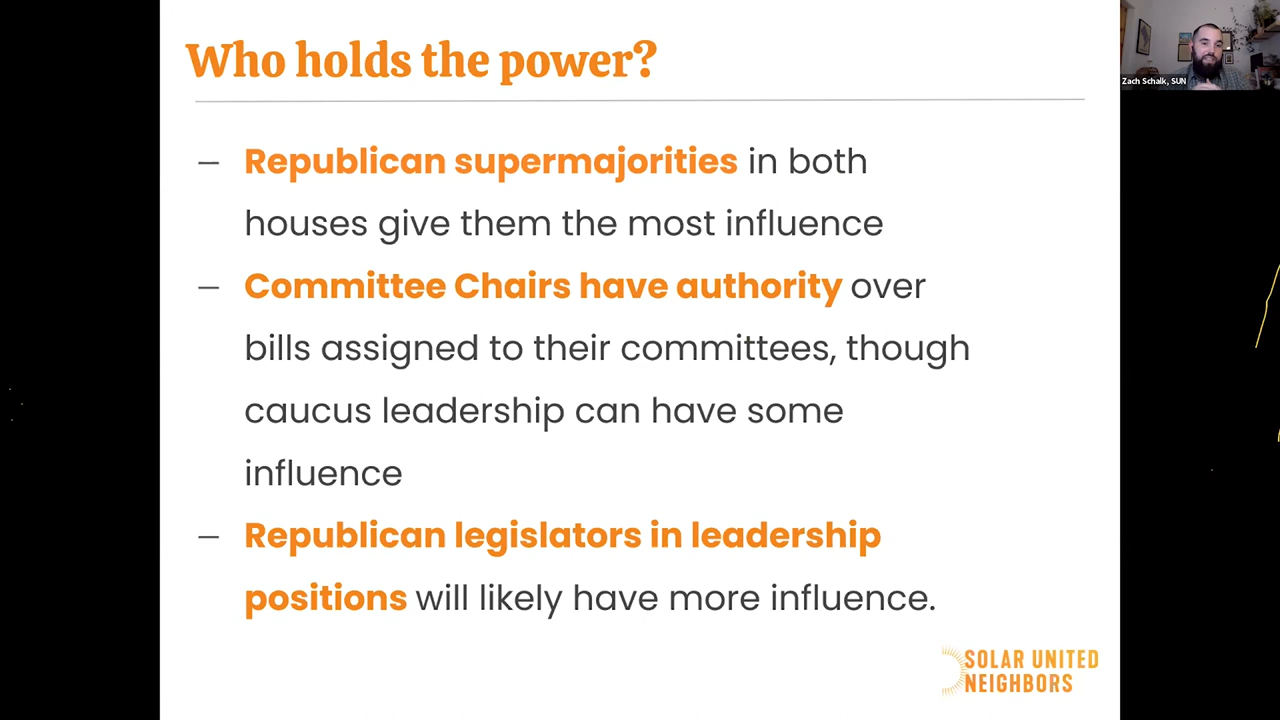 Who holds the power?
Zach Schalk, SUN
– Republican supermajorities in both
houses give them the most influence
– Committee Chairs have authority over
bills assigned to their committees, though
caucus leadership can have some
influence
– Republican legislators in leadership
positions will likely have more influence.
SOLAR UNITED
NEIGHBORS